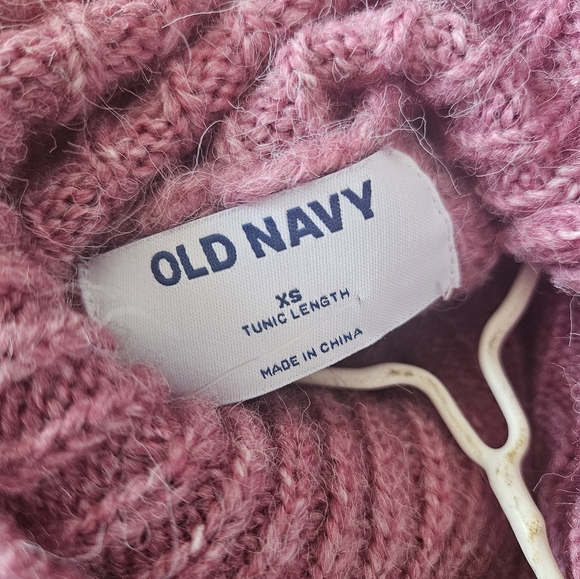 OLD NAVY
XS
TUNIC LENGTH
MADE IN CHINA